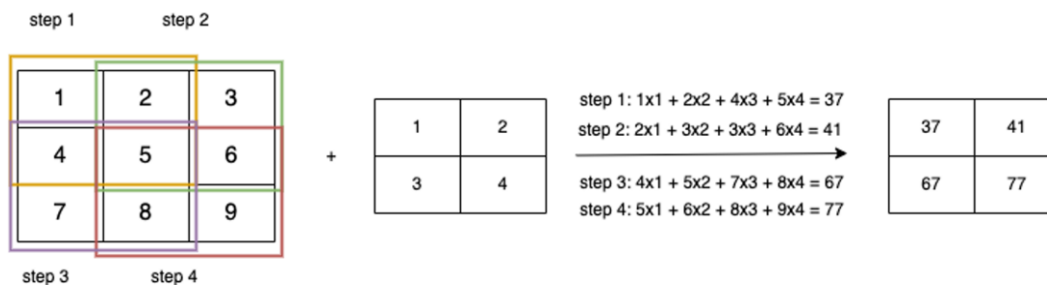 step 1 step 2
1 2 3
4 5 6
7 8 9
step 3 step 4
+
1 2
3 4
step 1: 1x1 + 2x2 + 4x3 + 5x4 = 37
step 2: 2x1 + 3x2 + 3x3 + 6x4 = 41
step 3: 4x1 + 5x2 + 7x3 + 8x4 = 67
step 4: 5x1 + 6x2 + 8x3 + 9x4 = 77
37 41
67 77